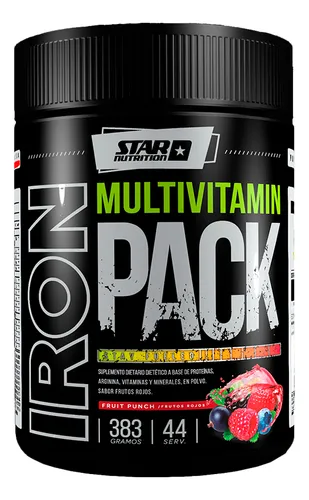 STAR
NUTRITION
IRON
MULTIVITAMIN
PACK
SUPLEMENTO DIETARIO DIETÉTICO A BASE DE PROTEÍNAS,
ARGININA, VITAMINAS Y MINERALES, EN POLVO.
SABOR FRUTOS ROJOS.
FRUIT PUNCH /FRUTOS ROJOS
383 44
GRAMOS SERV.